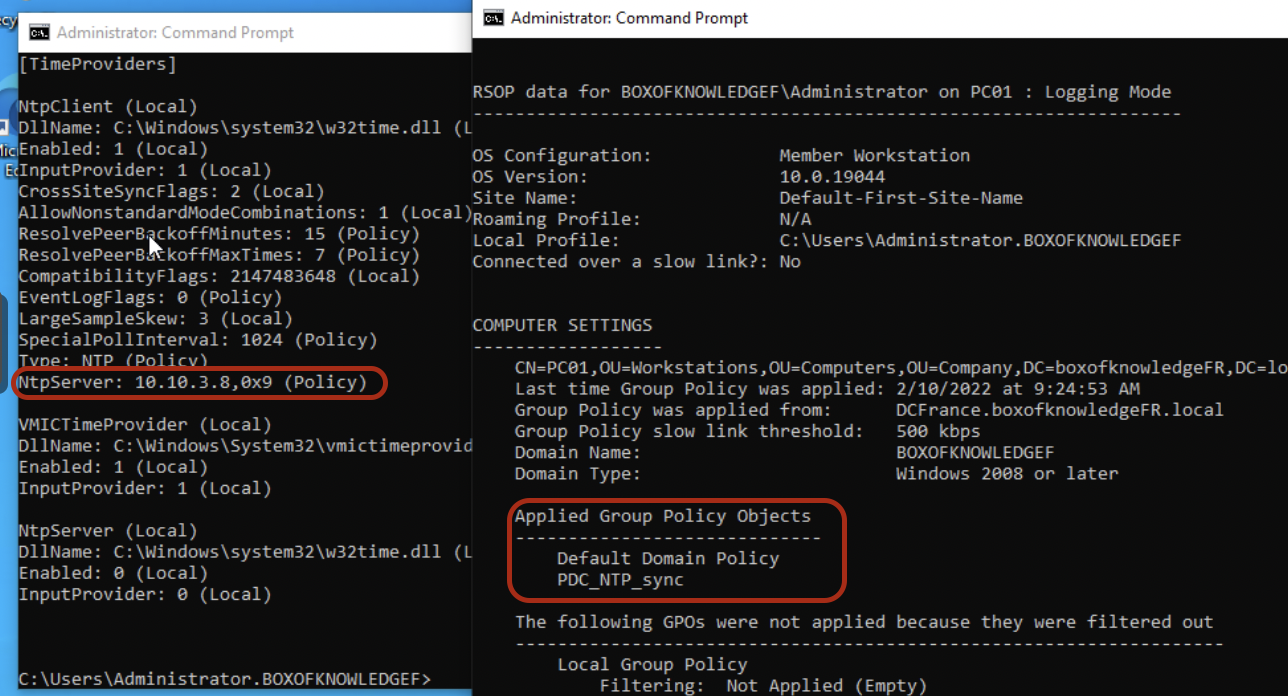 Administrator: Command Prompt
[TimeProviders]
NtpClient (Local)
DllName: C:\Windows\system32\w32time.dll (L
Enabled: 1 (Local)
InputProvider: 1 (Local)
CrossSiteSyncFlags: 2 (Local)
AllowNonstandardModeCombinations: 1 (Local)
ResolvePeerBackoffMinutes: 15 (Policy)
ResolvePeerBackoffMaxTimes: 7 (Policy)
CompatibilityFlags: 2147483648 (Local)
EventLogFlags: 0 (Policy)
LargeSampleSkew: 3 (Local)
SpecialPollInterval: 1024 (Policy)
Type: NTP (Policy)
NtpServer: 10.10.3.8,0x9 (Policy)
VMICTimeProvider (Local)
DllName: C:\Windows\System32\vmictimeprovid
Enabled: 1 (Local)
InputProvider: 1 (Local)
NtpServer (Local)
DllName: C:\Windows\system32\w32time.dll (L
Enabled: 0 (Local)
InputProvider: 0 (Local)
C:\Users\Administrator.BOXOFKNOWLEDGEF>
Administrator: Command Prompt
RSOP data for BOXOFKNOWLEDGEF\Administrator on PC01 : Logging Mode
-------------------------------------------------------------------
OS Configuration: Member Workstation
OS Version: 10.0.19044
Site Name: Default-First-Site-Name
Roaming Profile: N/A
Local Profile: C:\Users\Administrator.BOXOFKNOWLEDGEF
Connected over a slow link?: No
COMPUTER SETTINGS
------------------
CN=PC01,OU=Workstations,OU=Computers,OU=Company,DC=boxofknowledgeFR,DC=lo
Last time Group Policy was applied: 2/10/2022 at 9:24:53 AM
Group Policy was applied from: DCFrance.boxofknowledgeFR.local
Group Policy slow link threshold: 500 kbps
Domain Name: BOXOFKNOWLEDGEF
Domain Type: Windows 2008 or later
Applied Group Policy Objects
-----------------------------
Default Domain Policy
PDC_NTP_sync
The following GPOs were not applied because they were filtered out
-------------------------------------------------------------------
Local Group Policy
Filtering: Not Applied (Empty)